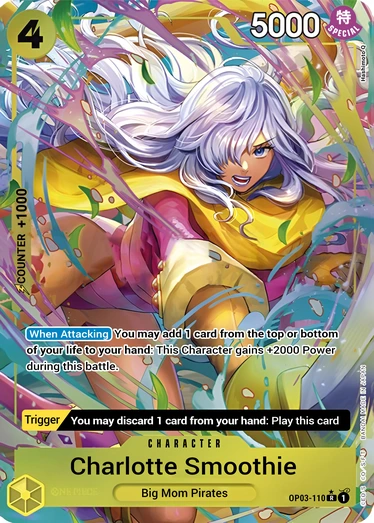 4
5000
特
SPECIAL
COUNTER +1000
When Attacking You may add 1 card from the top or bottom
of your life to your hand: This Character gains +2000 Power
during this battle.
Trigger You may discard 1 card from your hand: Play this card
CHARACTER
Charlotte Smoothie
Big Mom Pirates
OP03-110 R 1